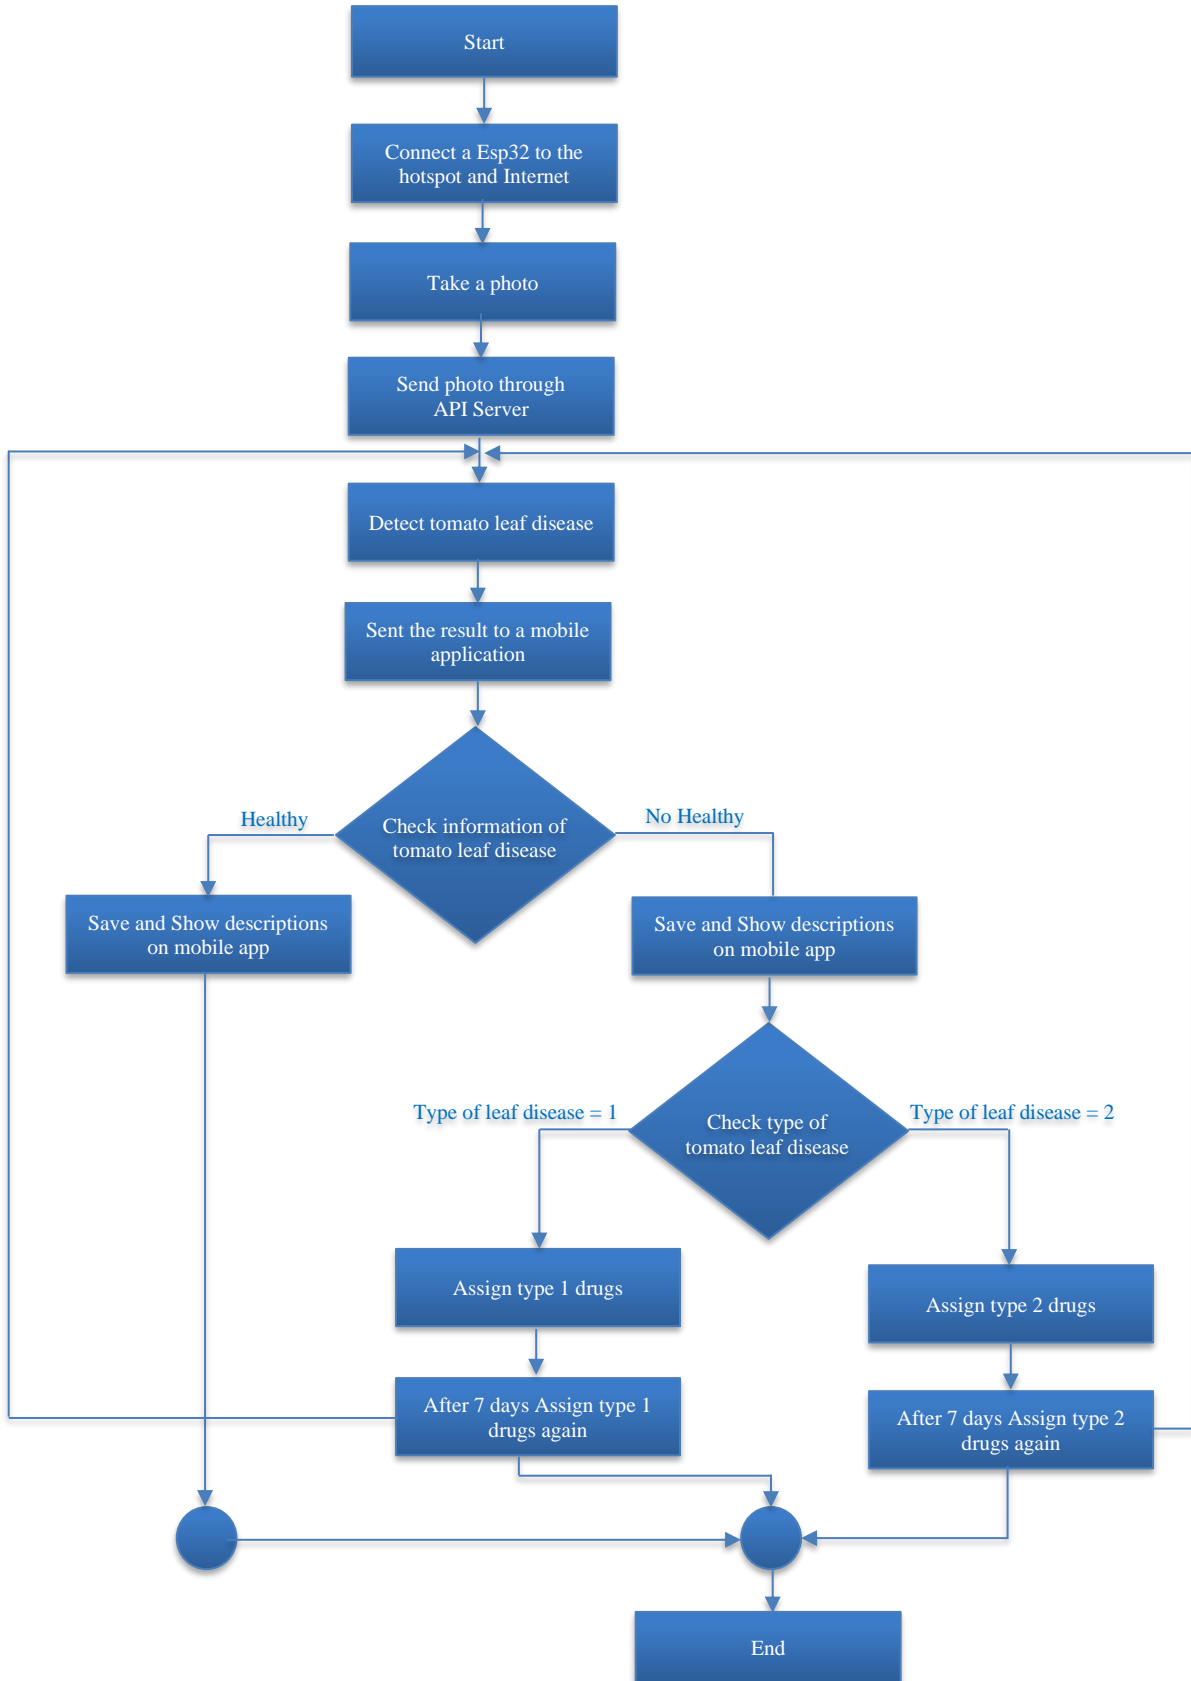 Start
Connect a Esp32 to the
hotspot and Internet
Take a photo
Send photo through
API Server
Detect tomato leaf disease
Sent the result to a mobile
application
Healthy
No Healthy
Check information of
tomato leaf disease
Save and Show descriptions
on mobile app
Save and Show descriptions
on mobile app
Type of leaf disease = 1
Type of leaf disease = 2
Check type of
tomato leaf disease
Assign type 1 drugs
Assign type 2 drugs
After 7 days Assign type 1
drugs again
After 7 days Assign type 2
drugs again
End